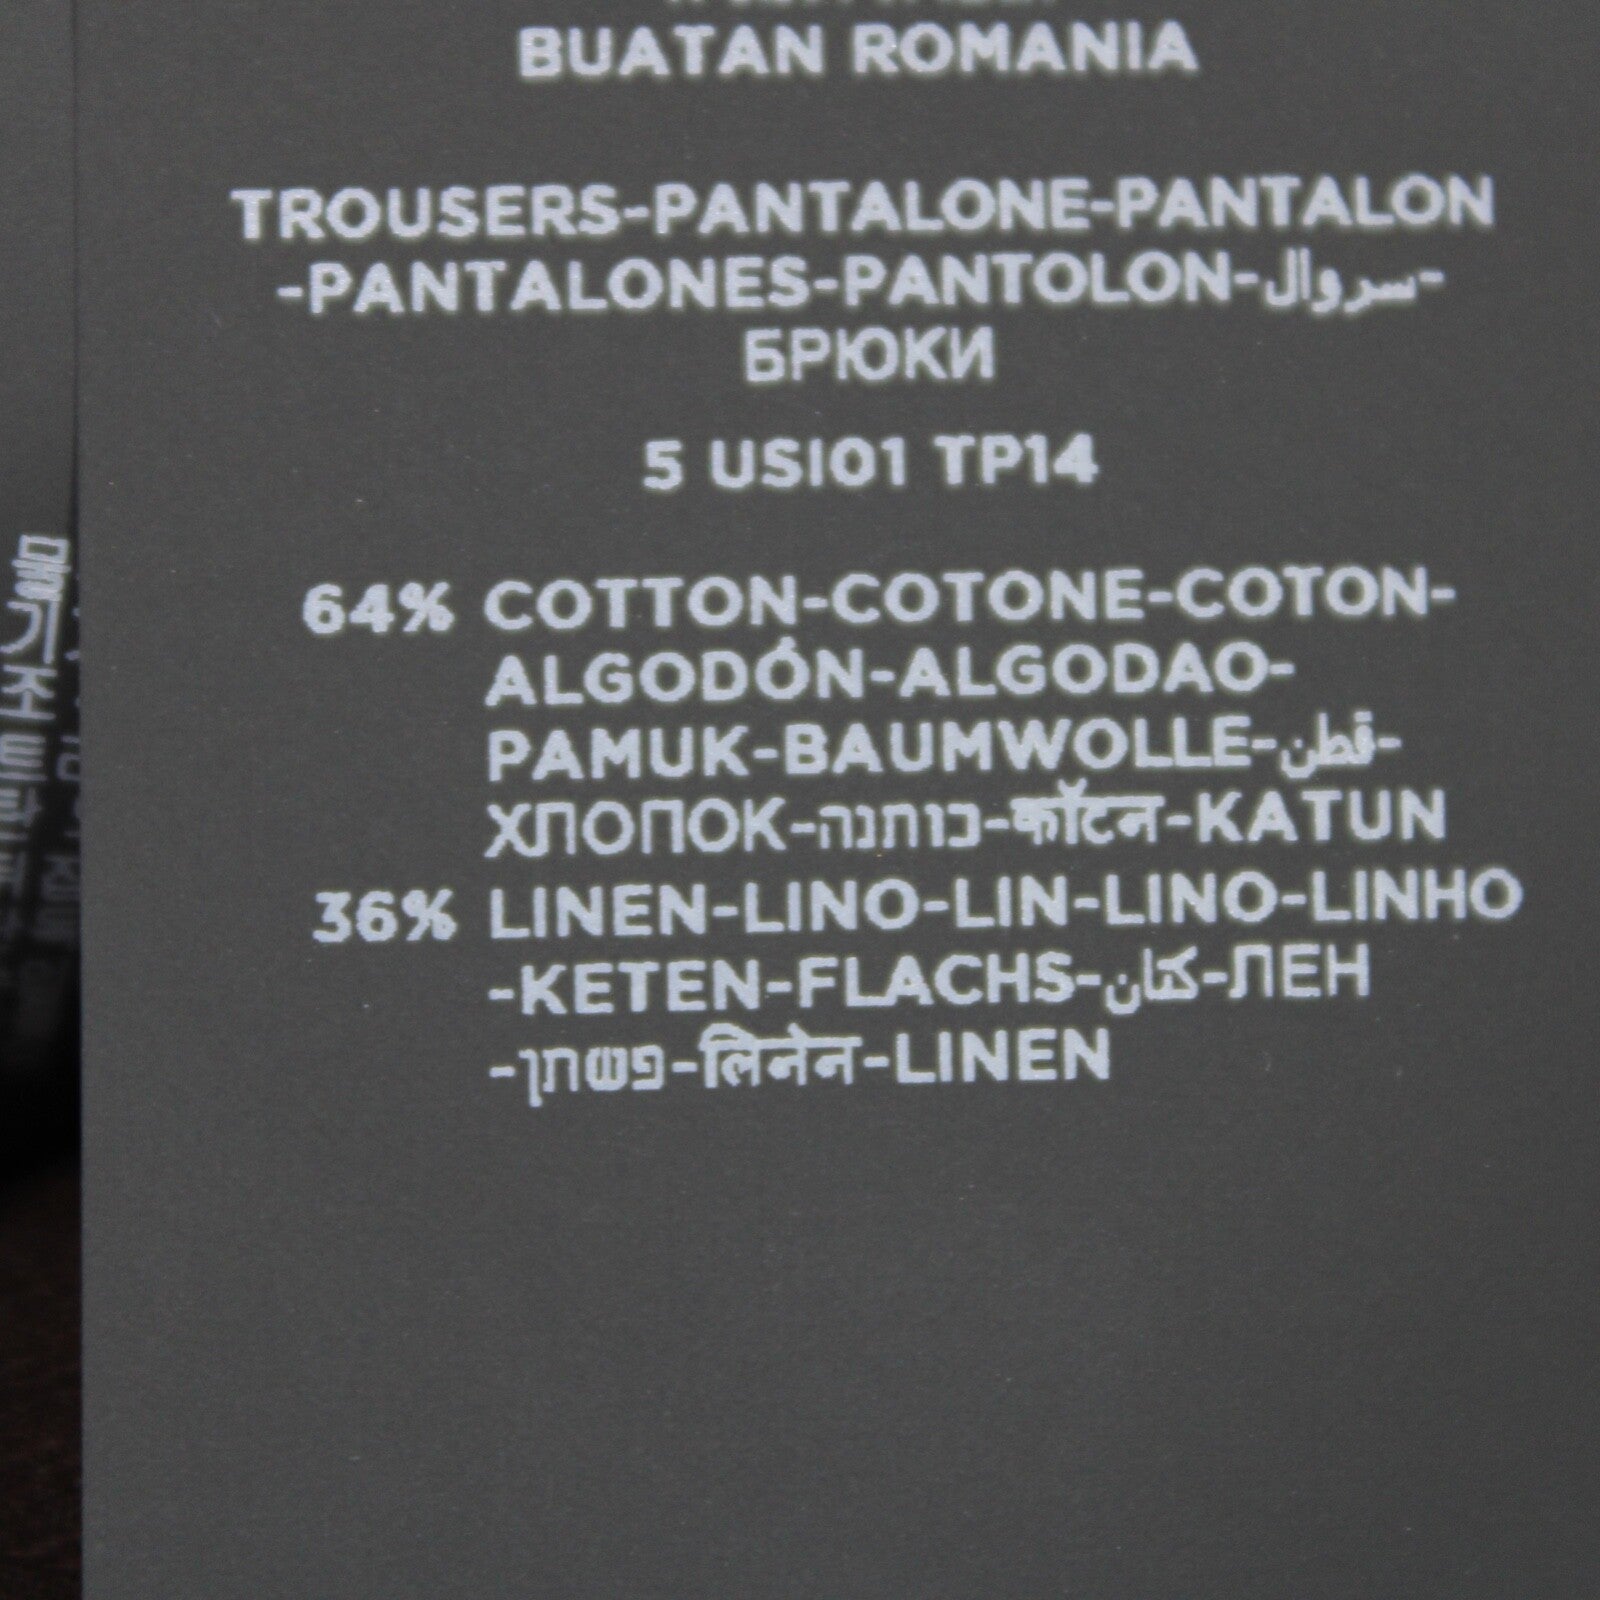 BUATAN ROMANIA
TROUSERS-PANTALONE-PANTALON
-PANTALONES-PANTOLON-سروال-
БРЮКИ
5 USI01 TP14
64% COTTON-COTONE-COTON-
ALGODÓN-ALGODAO-
PAMUK-BAUMWOLLE-قطن-
ХЛОПОК-כותנה-कॉटन-KATUN
36% LINEN-LINO-LIN-LINO-LINHO
-KETEN-FLACHS-كتان-ЛЕН
-פשתן-लिनेन-LINEN